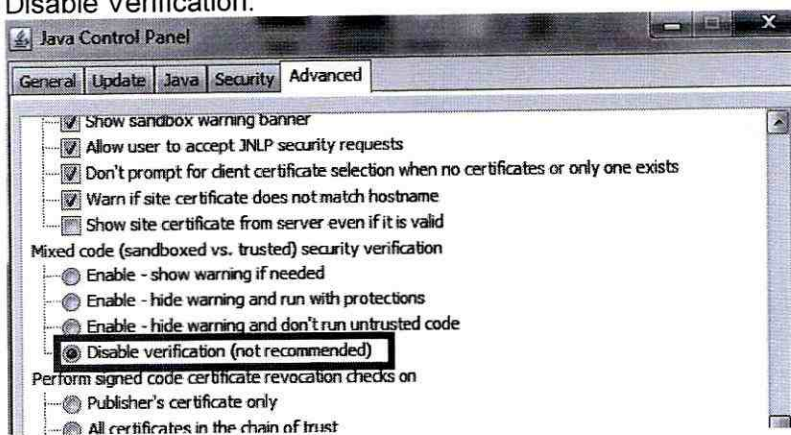 Disable Verification.
Java Control Panel
General Update Java Security Advanced
Show sandbox warning banner
Allow user to accept JNLP security requests
Don't prompt for client certificate selection when no certificates or only one exists
Warn if site certificate does not match hostname
Show site certificate from server even if it is valid
Mixed code (sandboxed vs. trusted) security verification
Enable - show warning if needed
Enable - hide warning and run with protections
Enable - hide warning and don't run untrusted code
Disable verification (not recommended)
Perform signed code certificate revocation checks on
Publisher's certificate only
All certificates in the chain of trust